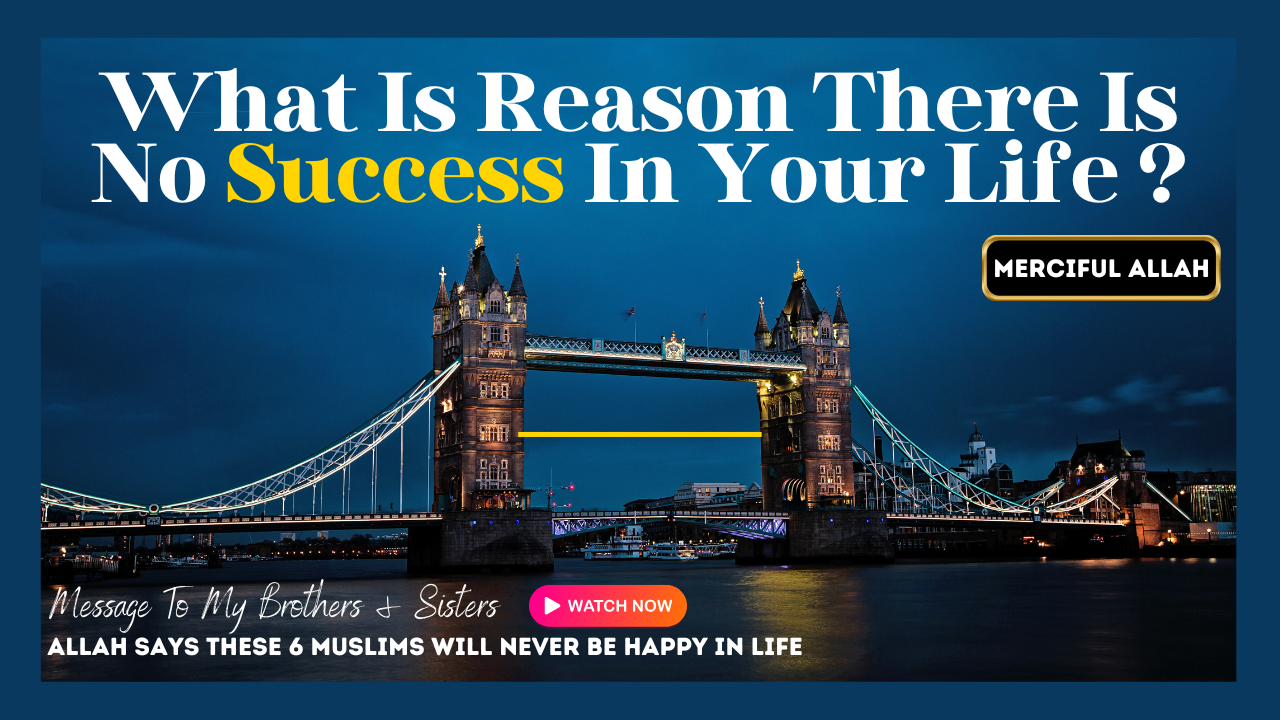 What Is Reason There Is
No Success In Your Life ?
MERCIFUL ALLAH
Message To My Brothers & Sisters
WATCH NOW
ALLAH SAYS THESE 6 MUSLIMS WILL NEVER BE HAPPY IN LIFE